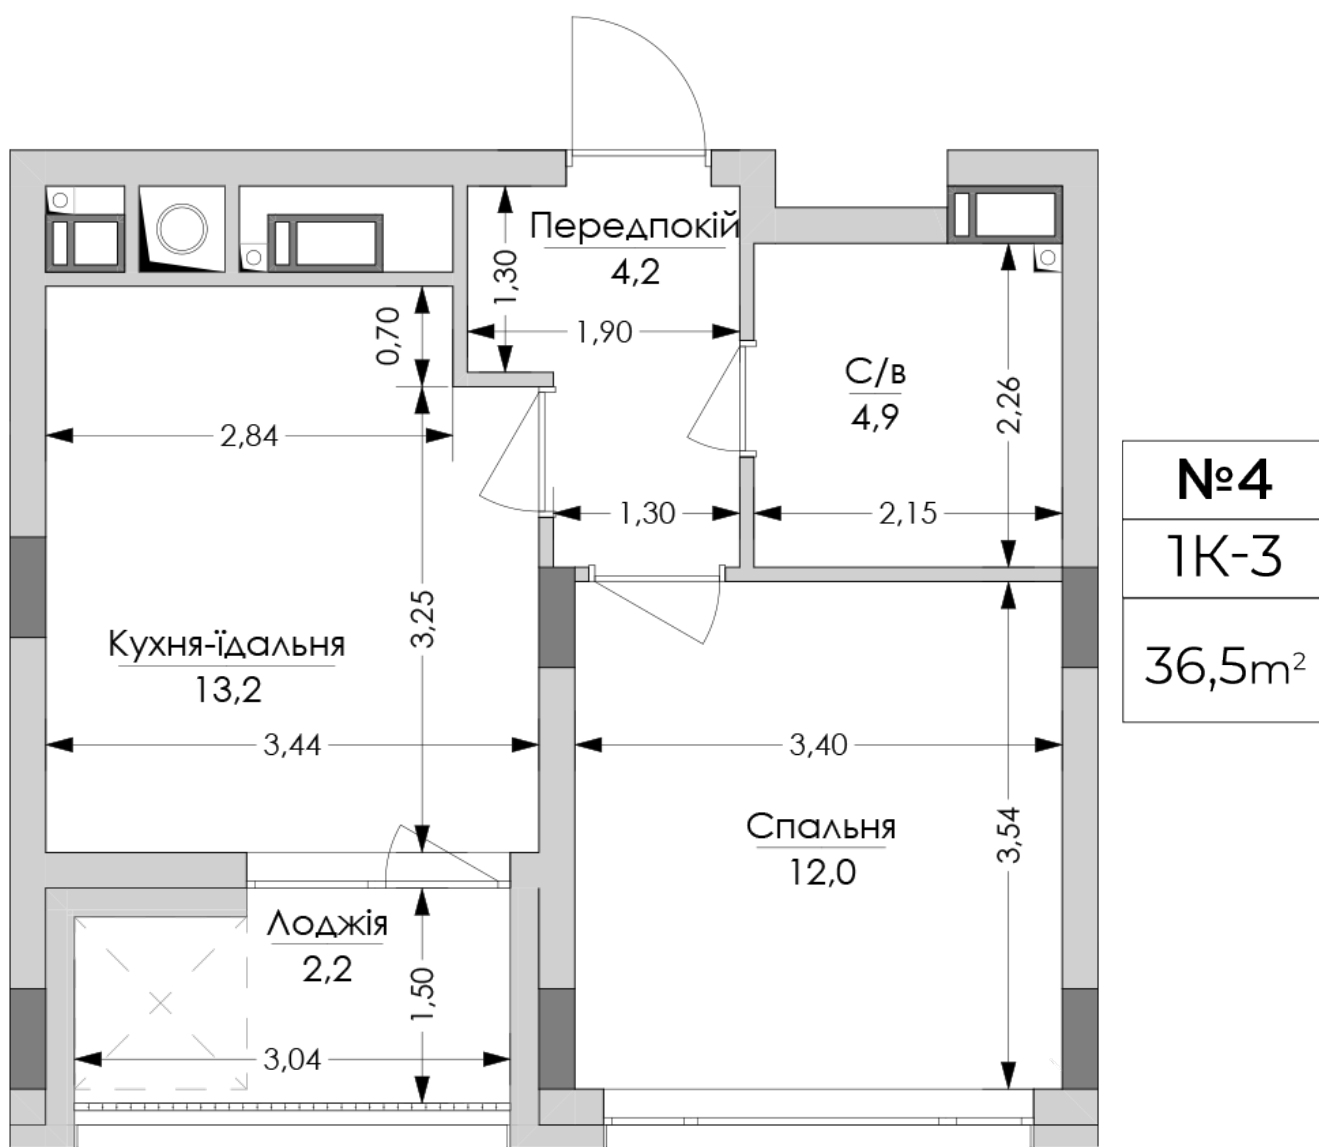 Передпокій
4,2
1,30
1,90
0,70
С/в
4,9
2,26
2,84
1,30
2,15
№4
1К-3
36,5m²
3,25
Кухня-їдальня
13,2
3,44
3,40
Спальня
12,0
3,54
Лоджія
2,2
1,50
3,04